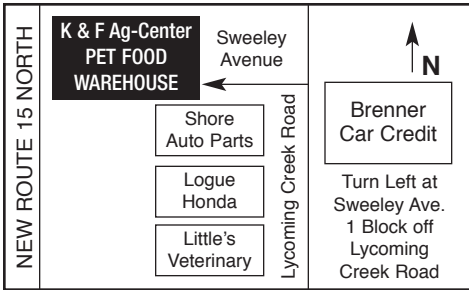 NEW ROUTE 15 NORTH
K & F Ag-Center
PET FOOD
WAREHOUSE
Sweeley
Avenue
N
Shore
Auto Parts
Logue
Honda
Little's
Veterinary
Lycoming Creek Road
Brenner
Car Credit
Turn Left at
Sweeley Ave.
1 Block off
Lycoming
Creek Road